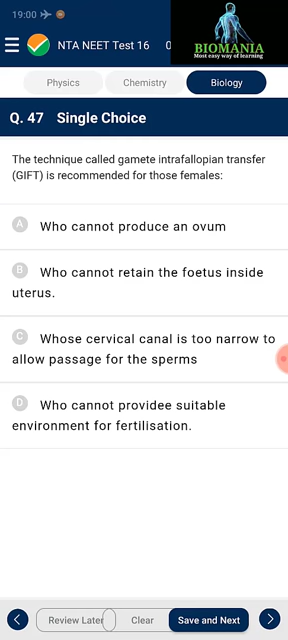 19:00
NTA NEET Test 16 0
BIOMANIA
Most easy way of learning
Physics Chemistry Biology
Q. 47 Single Choice
The technique called gamete intrafallopian transfer
(GIFT) is recommended for those females:
A Who cannot produce an ovum
B Who cannot retain the foetus inside
uterus.
C Whose cervical canal is too narrow to
allow passage for the sperms
D Who cannot providee suitable
environment for fertilisation.
Review Later Clear Save and Next